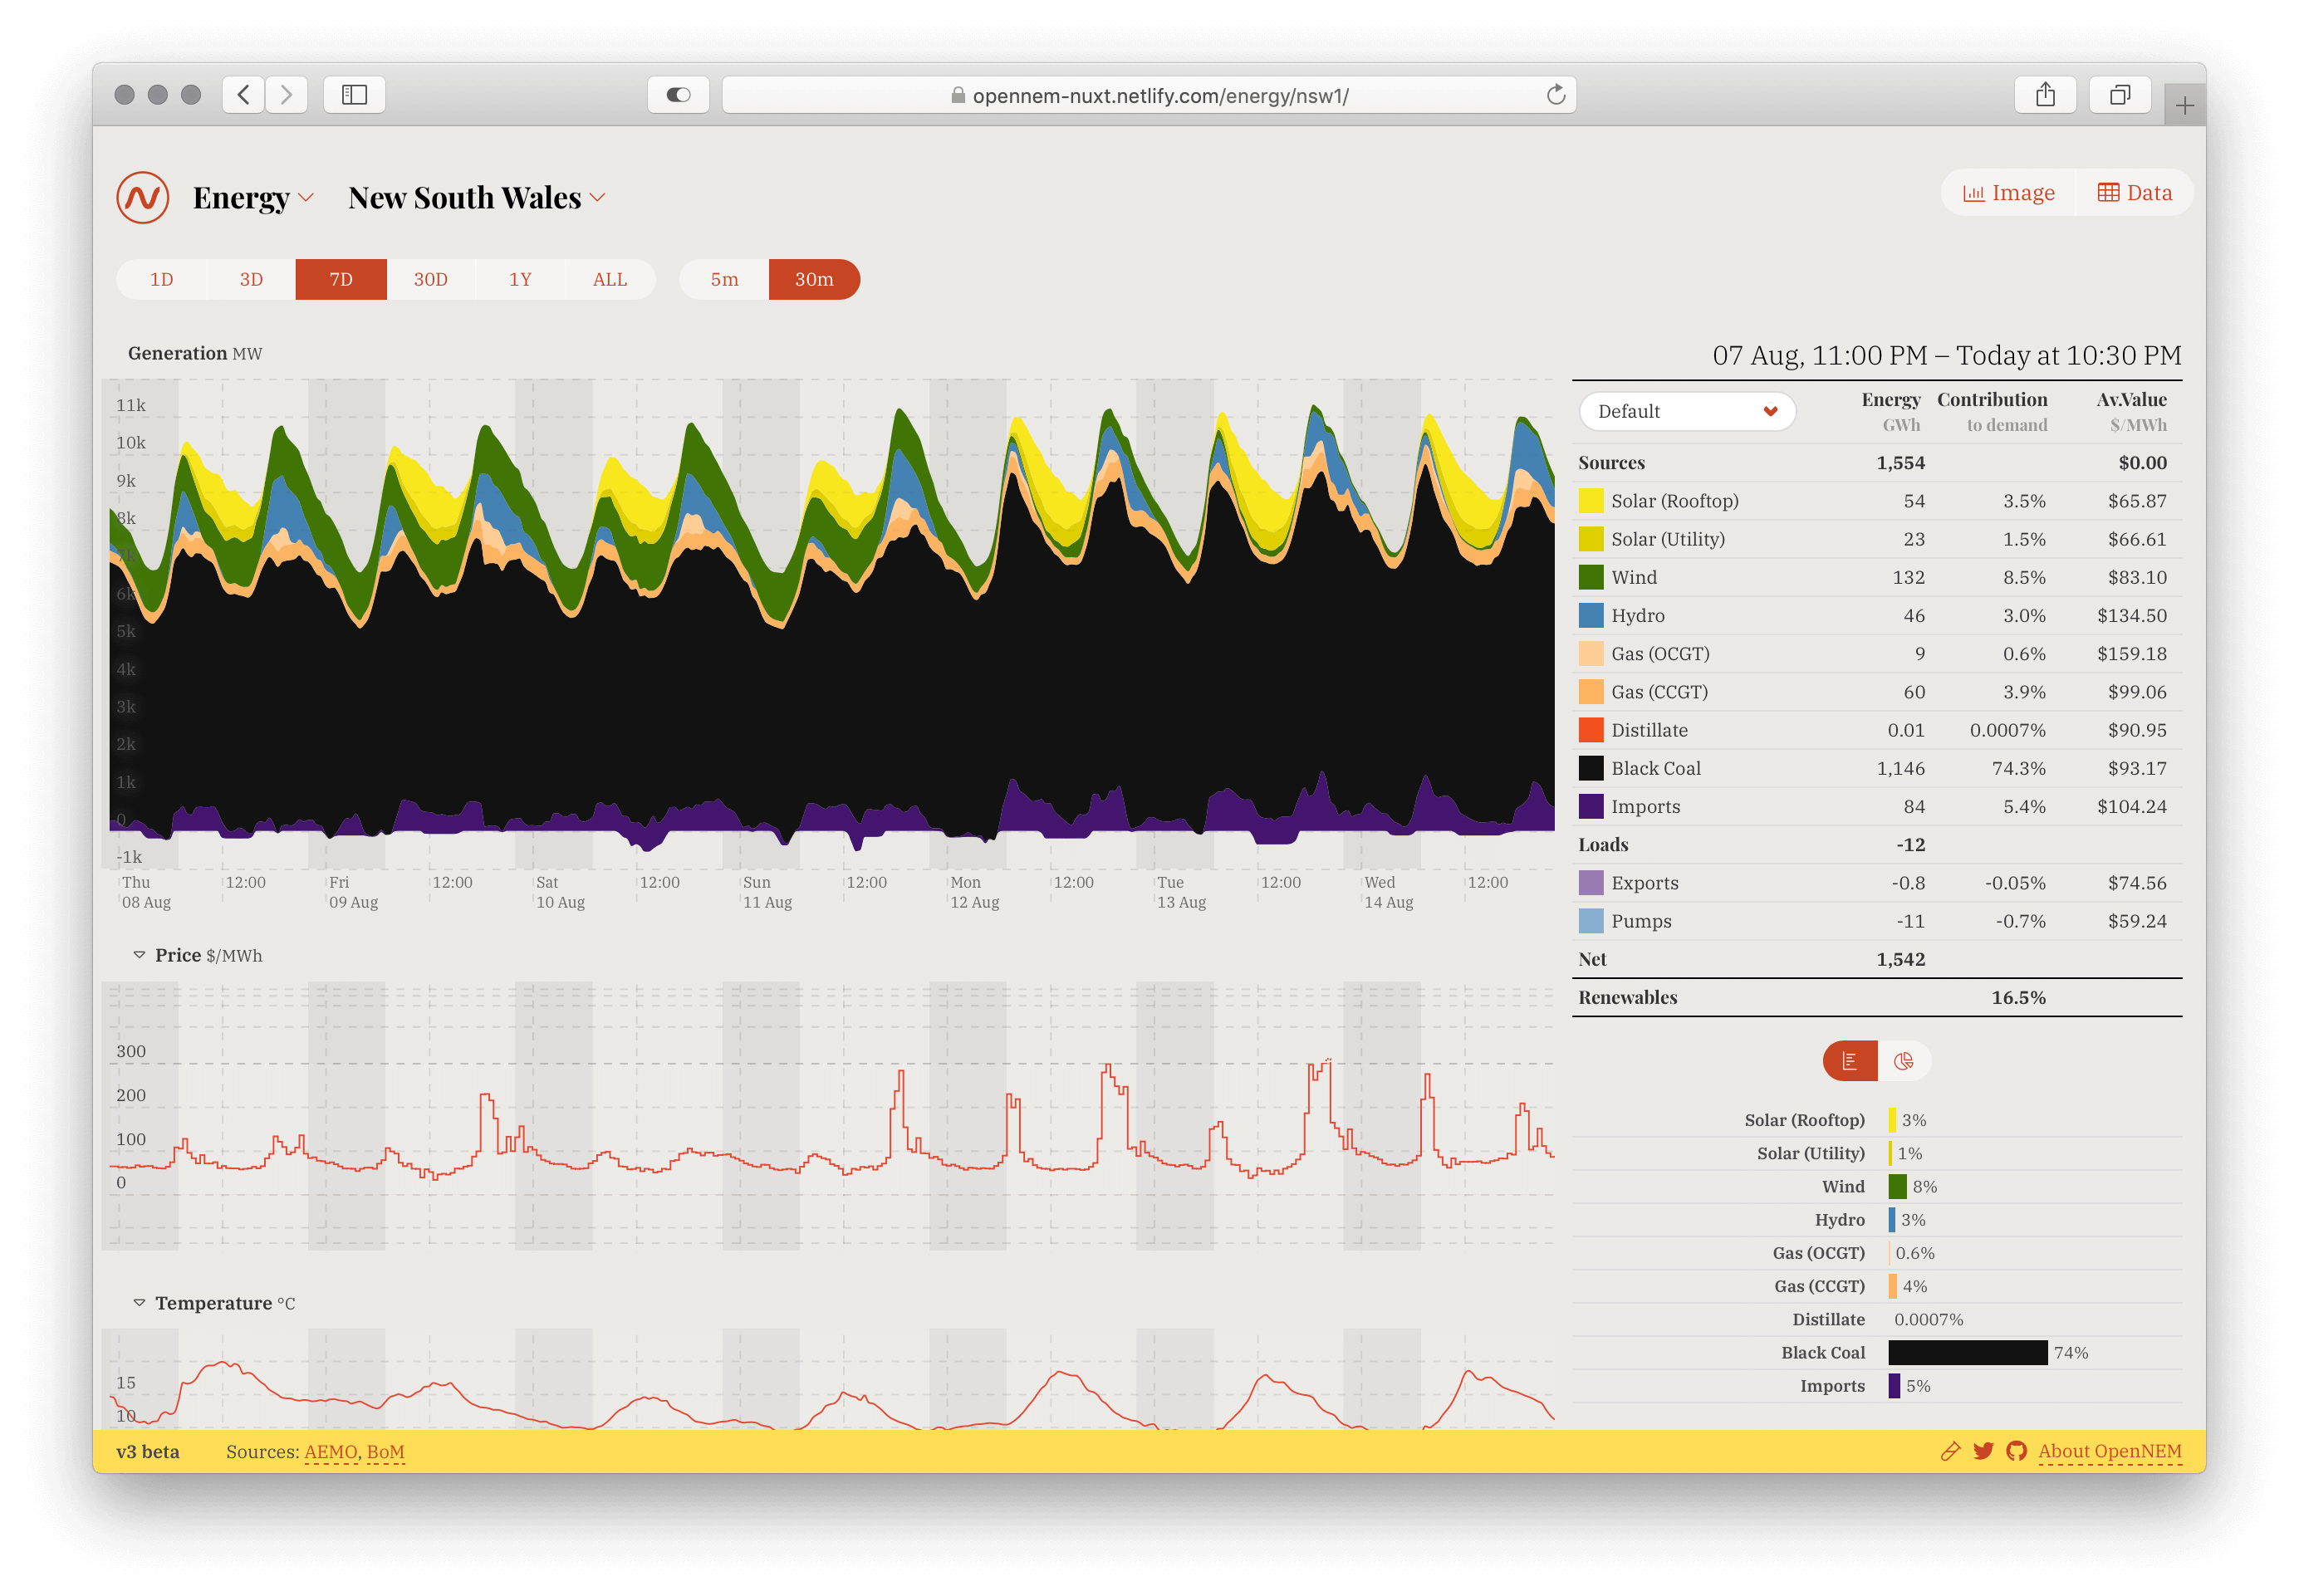 opennem-nuxt.netlify.com/energy/nsw1/
Energy New South Wales
Image Data
1D 3D 7D 30D 1Y ALL 5m 30m
Generation MW
11k
10k
9k
8k
7k
6k
5k
4k
3k
2k
1k
0
-1k
Thu 12:00 Fri 12:00 Sat 12:00 Sun 12:00 Mon 12:00 Tue 12:00 Wed 12:00
08 Aug 09 Aug 10 Aug 11 Aug 12 Aug 13 Aug 14 Aug
Price $/MWh
300
200
100
0
Temperature °C
15
10
07 Aug, 11:00 PM – Today at 10:30 PM
Default Energy Contribution Av.Value
GWh to demand $/MWh
Sources 1,554 $0.00
Solar (Rooftop) 54 3.5% $65.87
Solar (Utility) 23 1.5% $66.61
Wind 132 8.5% $83.10
Hydro 46 3.0% $134.50
Gas (OCGT) 9 0.6% $159.18
Gas (CCGT) 60 3.9% $99.06
Distillate 0.01 0.0007% $90.95
Black Coal 1,146 74.3% $93.17
Imports 84 5.4% $104.24
Loads -12
Exports -0.8 -0.05% $74.56
Pumps -11 -0.7% $59.24
Net 1,542
Renewables 16.5%
Solar (Rooftop) 3%
Solar (Utility) 1%
Wind 8%
Hydro 3%
Gas (OCGT) 0.6%
Gas (CCGT) 4%
Distillate 0.0007%
Black Coal 74%
Imports 5%
v3 beta Sources: AEMO, BoM About OpenNEM